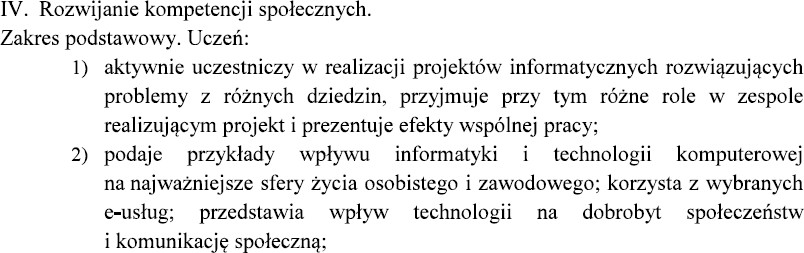 IV. Rozwijanie kompetencji społecznych.
Zakres podstawowy. Uczeń:
1) aktywnie uczestniczy w realizacji projektów informatycznych rozwiązujących
problemy z różnych dziedzin, przyjmuje przy tym różne role w zespole
realizującym projekt i prezentuje efekty wspólnej pracy;
2) podaje przykłady wpływu informatyki i technologii komputerowej
na najważniejsze sfery życia osobistego i zawodowego; korzysta z wybranych
e-usług; przedstawia wpływ technologii na dobrobyt społeczeństw
i komunikację społeczną;